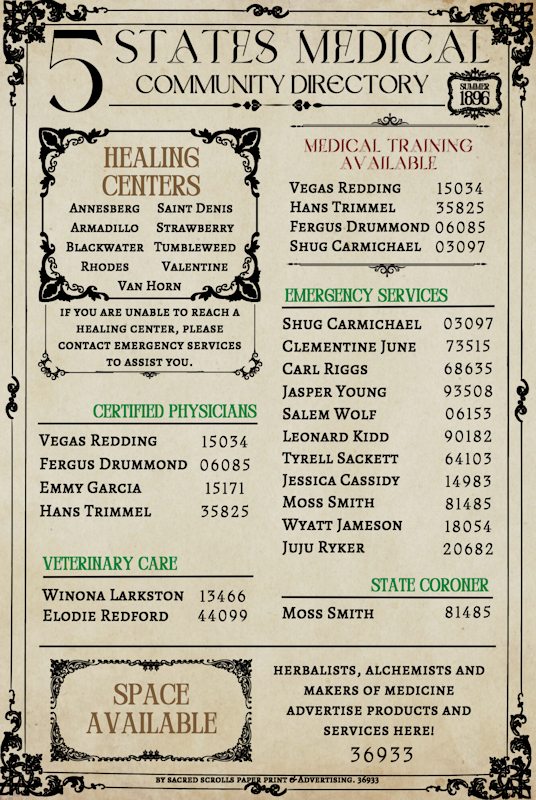 5 STATES MEDICAL
COMMUNITY DIRECTORY
SUMMER
1896
HEALING
CENTERS
ANNESBERG SAINT DENIS
ARMADILLO STRAWBERRY
BLACKWATER TUMBLEWEED
RHODES VALENTINE
VAN HORN
IF YOU ARE UNABLE TO REACH A
HEALING CENTER, PLEASE
CONTACT EMERGENCY SERVICES
TO ASSIST YOU.
CERTIFIED PHYSICIANS
VEGAS REDDING 15034
FERGUS DRUMMOND 06085
EMMY GARCIA 15171
HANS TRIMMEL 35825
VETERINARY CARE
WINONA LARKSTON 13466
ELODIE REDFORD 44099
MEDICAL TRAINING
AVAILABLE
VEGAS REDDING 15034
HANS TRIMMEL 35825
FERGUS DRUMMOND 06085
SHUG CARMICHAEL 03097
EMERGENCY SERVICES
SHUG CARMICHAEL 03097
CLEMENTINE JUNE 73515
CARL RIGGS 68635
JASPER YOUNG 93508
SALEM WOLF 06153
LEONARD KIDD 90182
TYRELL SACKETT 64103
JESSICA CASSIDY 14983
MOSS SMITH 81485
WYATT JAMESON 18054
JUJU RYKER 20682
STATE CORONER
MOSS SMITH 81485
SPACE
AVAILABLE
HERBALISTS, ALCHEMISTS AND
MAKERS OF MEDICINE
ADVERTISE PRODUCTS AND
SERVICES HERE!
36933
BY SACRED SCROLLS PAPER PRINT & ADVERTISING. 36933